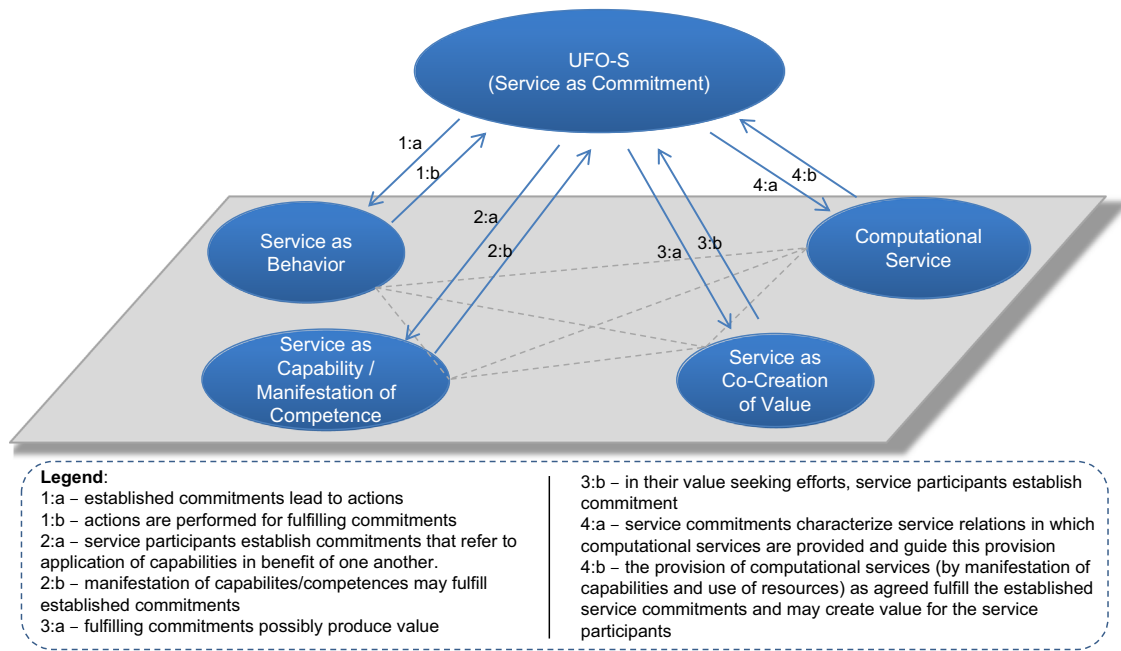 UFO-S
(Service as Commitment)
1:a
1:b
2:a
2:b
3:a
3:b
4:a
4:b
Service as
Behavior
Computational
Service
Service as
Capability /
Manifestation of
Competence
Service as
Co-Creation
of Value
Legend:
1:a – established commitments lead to actions
1:b – actions are performed for fulfilling commitments
2:a – service participants establish commitments that refer to
application of capabilities in benefit of one another.
2:b – manifestation of capabilites/competences may fulfill
established commitments
3:a – fulfilling commitments possibly produce value
3:b – in their value seeking efforts, service participants establish
commitment
4:a – service commitments characterize service relations in which
computational services are provided and guide this provision
4:b – the provision of computational services (by manifestation of
capabilities and use of resources) as agreed fulfill the established
service commitments and may create value for the service
participants